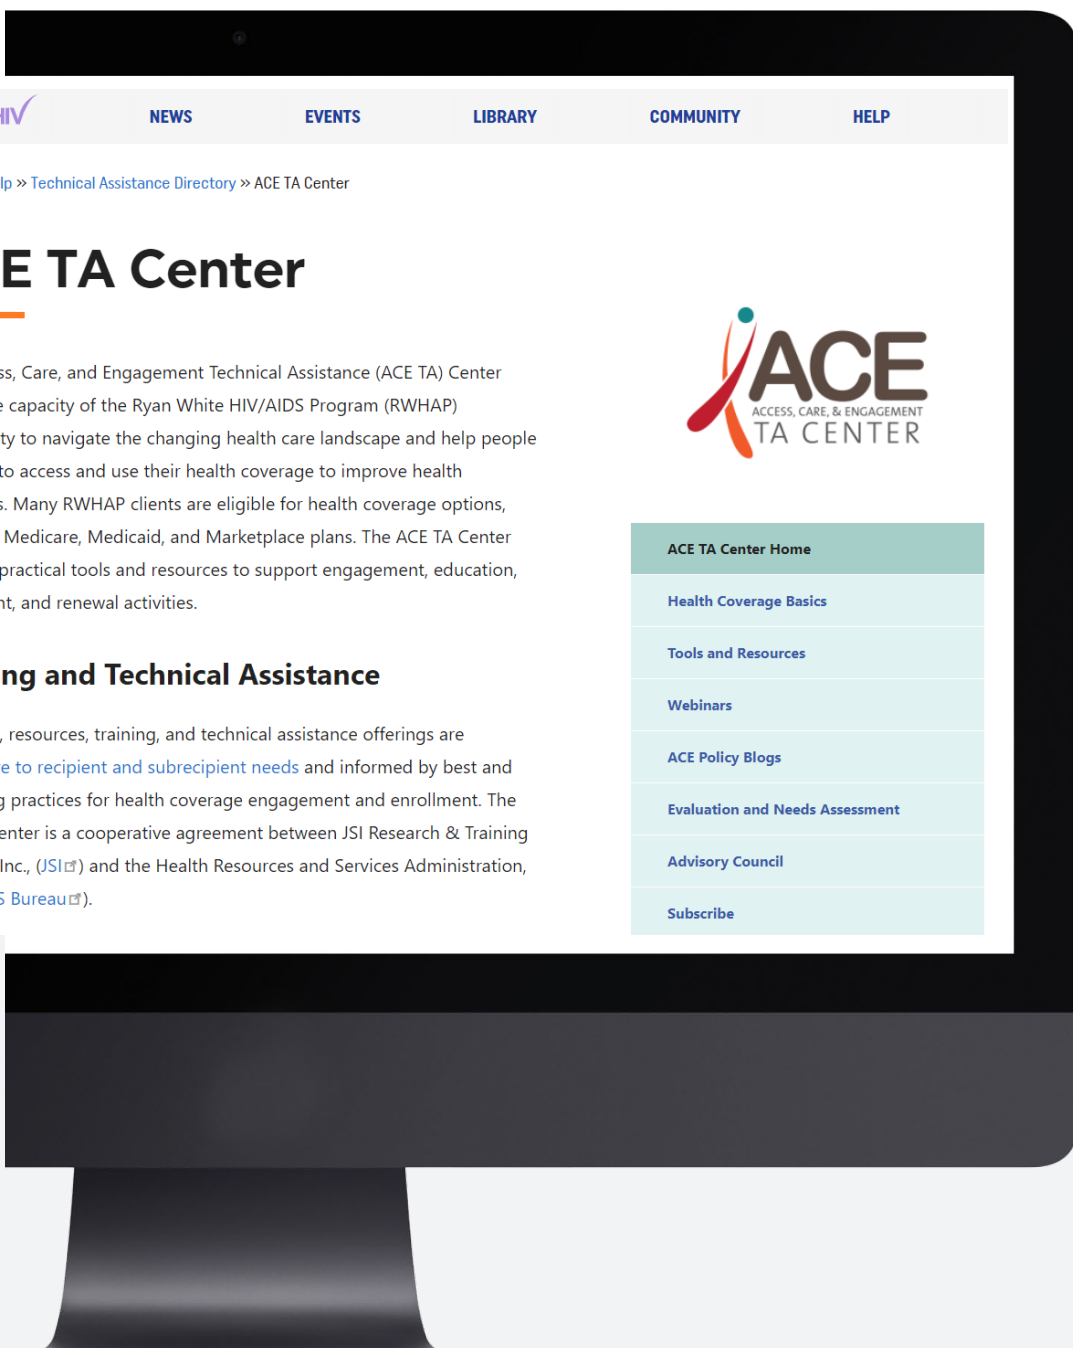 HIV
NEWS
EVENTS
LIBRARY
COMMUNITY
HELP
lp » Technical Assistance Directory » ACE TA Center
E TA Center
ss, Care, and Engagement Technical Assistance (ACE TA) Center
e capacity of the Ryan White HIV/AIDS Program (RWHAP)
ty to navigate the changing health care landscape and help people
to access and use their health coverage to improve health
s. Many RWHAP clients are eligible for health coverage options,
Medicare, Medicaid, and Marketplace plans. The ACE TA Center
practical tools and resources to support engagement, education,
nt, and renewal activities.
ng and Technical Assistance
, resources, training, and technical assistance offerings are
e to recipient and subrecipient needs and informed by best and
g practices for health coverage engagement and enrollment. The
enter is a cooperative agreement between JSI Research & Training
Inc., (JSI) and the Health Resources and Services Administration,
S Bureau).
ACE
ACCESS, CARE, & ENGAGEMENT
TA CENTER
ACE TA Center Home
Health Coverage Basics
Tools and Resources
Webinars
ACE Policy Blogs
Evaluation and Needs Assessment
Advisory Council
Subscribe